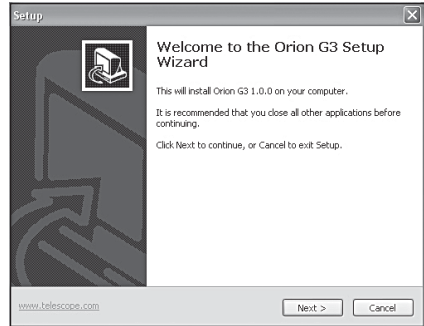 Setup
Welcome to the Orion G3 Setup
Wizard
This will install Orion G3 1.0.0 on your computer.
It is recommended that you close all other applications before
continuing.
Click Next to continue, or Cancel to exit Setup.
www.telescope.com
Next >
Cancel